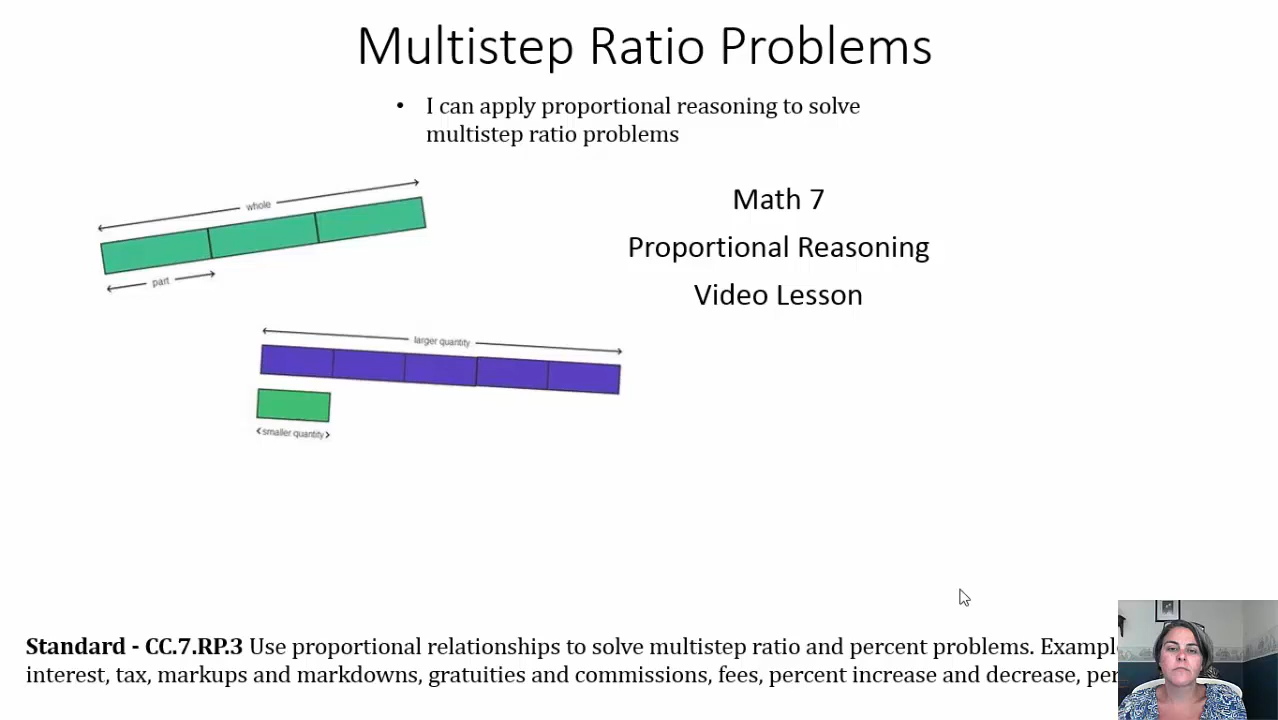 Multistep Ratio Problems
• I can apply proportional reasoning to solve
multistep ratio problems
whole
part
Math 7
Proportional Reasoning
Video Lesson
larger quantity
smaller quantity
Standard - CC.7.RP.3 Use proportional relationships to solve multistep ratio and percent problems.
interest, tax, markups and markdowns, gratuities and commissions, fees, percent increase and decrease,